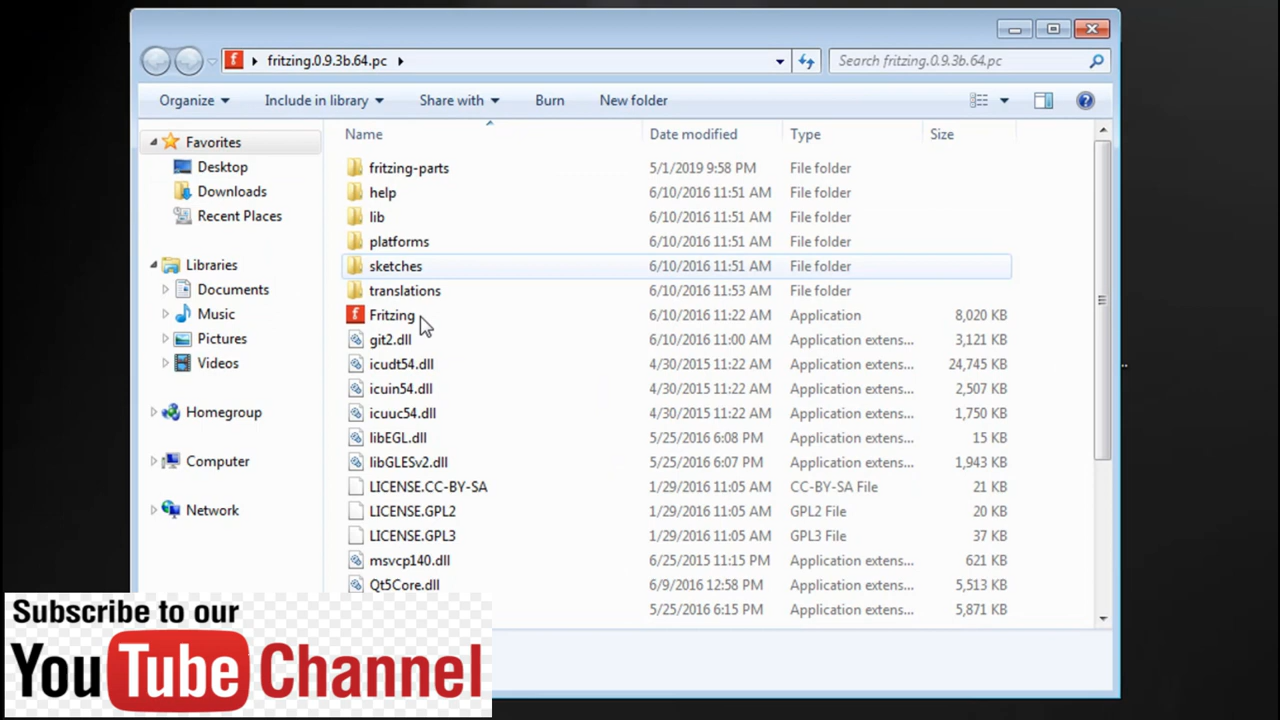 fritzing.0.9.3b.64.pc
Search fritzing.0.9.3b.64.pc
Organize Include in library Share with Burn New folder
Favorites
Desktop
Downloads
Recent Places
Libraries
Documents
Music
Pictures
Videos
Homegroup
Computer
Network
Name Date modified Type Size
fritzing-parts 5/1/2019 9:58 PM File folder
help 6/10/2016 11:51 AM File folder
lib 6/10/2016 11:51 AM File folder
platforms 6/10/2016 11:51 AM File folder
sketches 6/10/2016 11:51 AM File folder
translations 6/10/2016 11:53 AM File folder
Fritzing 6/10/2016 11:22 AM Application 8,020 KB
git2.dll 6/10/2016 11:00 AM Application extens... 3,121 KB
icudt54.dll 4/30/2015 11:22 AM Application extens... 24,745 KB
icuin54.dll 4/30/2015 11:22 AM Application extens... 2,507 KB
icuuc54.dll 4/30/2015 11:22 AM Application extens... 1,750 KB
libEGL.dll 5/25/2016 6:08 PM Application extens... 15 KB
libGLESv2.dll 5/25/2016 6:07 PM Application extens... 1,943 KB
LICENSE.CC-BY-SA 1/29/2016 11:05 AM CC-BY-SA File 21 KB
LICENSE.GPL2 1/29/2016 11:05 AM GPL2 File 20 KB
LICENSE.GPL3 1/29/2016 11:05 AM GPL3 File 37 KB
msvcp140.dll 6/25/2015 11:15 PM Application extens... 621 KB
Qt5Core.dll 6/9/2016 12:58 PM Application extens... 5,513 KB
5/25/2016 6:15 PM Application extens... 5,871 KB
Subscribe to our
YouTube Channel